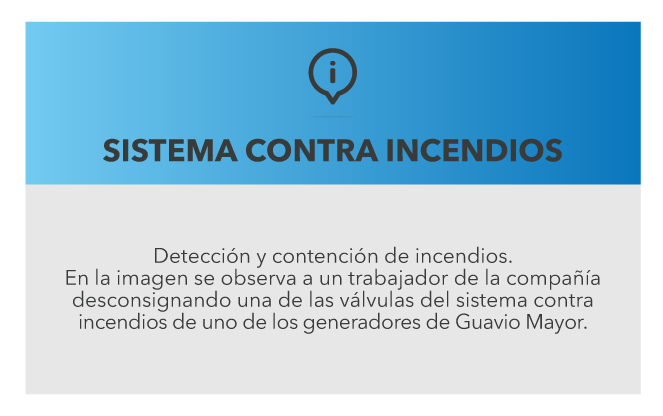 SISTEMA CONTRA INCENDIOS
Detección y contención de incendios.
En la imagen se observa a un trabajador de la compañía
desconsignando una de las válvulas del sistema contra
incendios de uno de los generadores de Guavio Mayor.